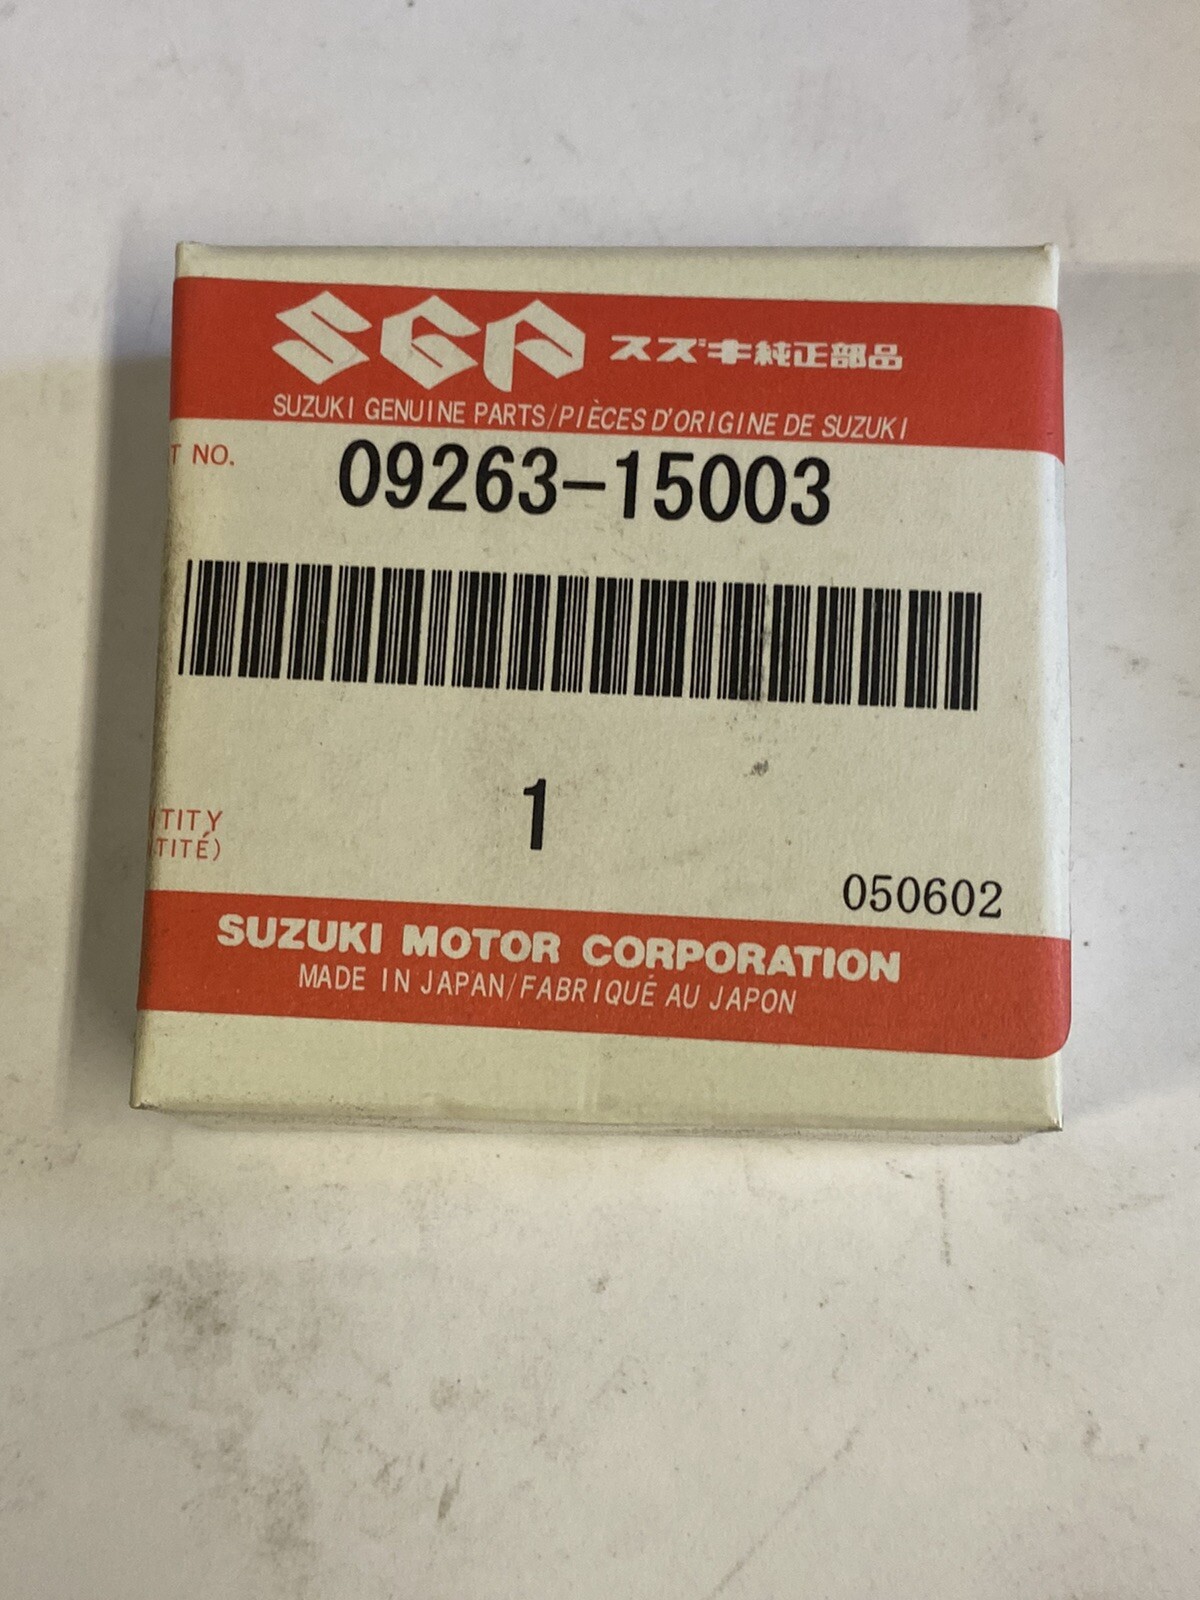 SGP スズキ純正部品
SUZUKI GENUINE PARTS/PIÈCES D'ORIGINE DE SUZUKI
T NO. 09263-15003
1
TITY
TITÉ)
050602
SUZUKI MOTOR CORPORATION
MADE IN JAPAN/FABRIQUÉ AU JAPON